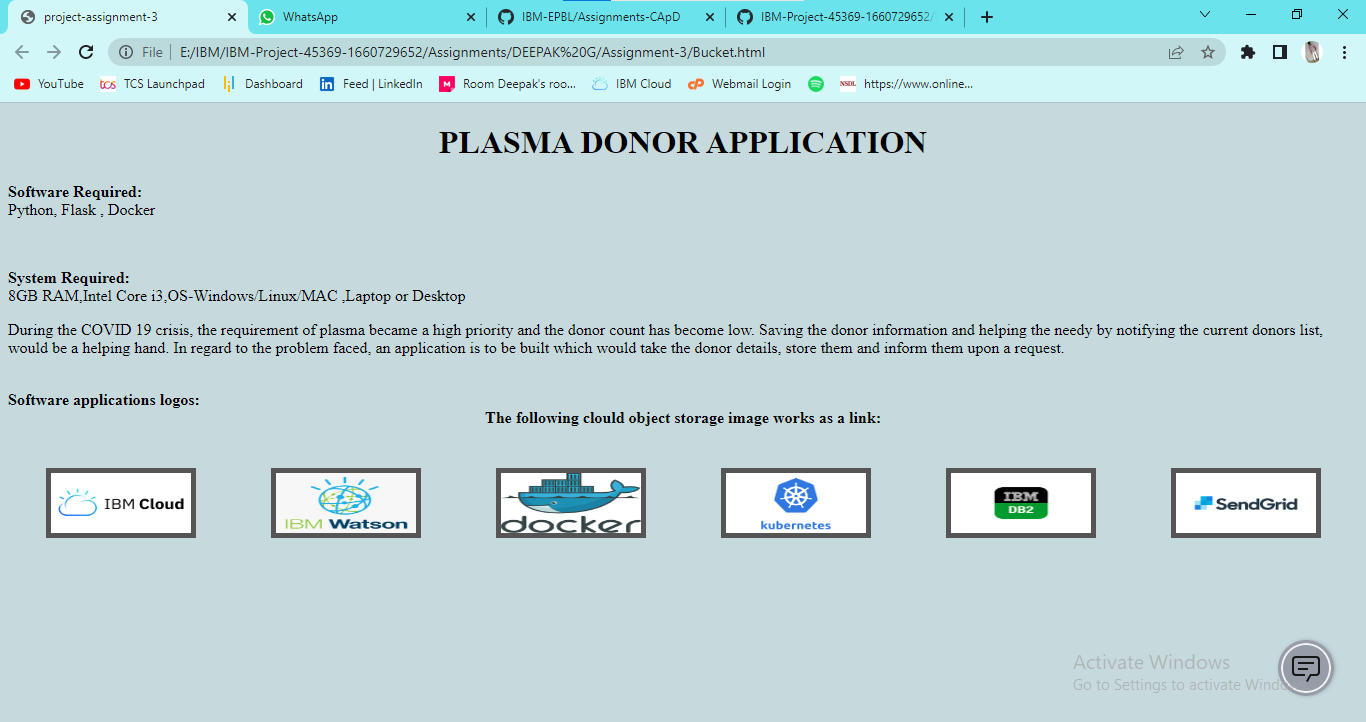 project-assignment-3
WhatsApp
IBM-EPBL/Assignments-CApD
IBM-Project-45369-1660729652/
File
E:/IBM/IBM-Project-45369-1660729652/Assignments/DEEPAK%20G/Assignment-3/Bucket.html
YouTube
tcs TCS Launchpad
Dashboard
in Feed | LinkedIn
M Room Deepak's roo...
IBM Cloud
Webmail Login
NSDL https://www.online...
PLASMA DONOR APPLICATION
Software Required:
Python, Flask , Docker
System Required:
8GB RAM,Intel Core i3,OS-Windows/Linux/MAC ,Laptop or Desktop
During the COVID 19 crisis, the requirement of plasma became a high priority and the donor count has become low. Saving the donor information and helping the needy by notifying the current donors list,
would be a helping hand. In regard to the problem faced, an application is to be built which would take the donor details, store them and inform them upon a request.
Software applications logos:
The following clould object storage image works as a link:
IBM Cloud
IBM Watson
docker
kubernetes
IBM
DB2
SendGrid
Activate Windows
Go to Settings to activate Windo